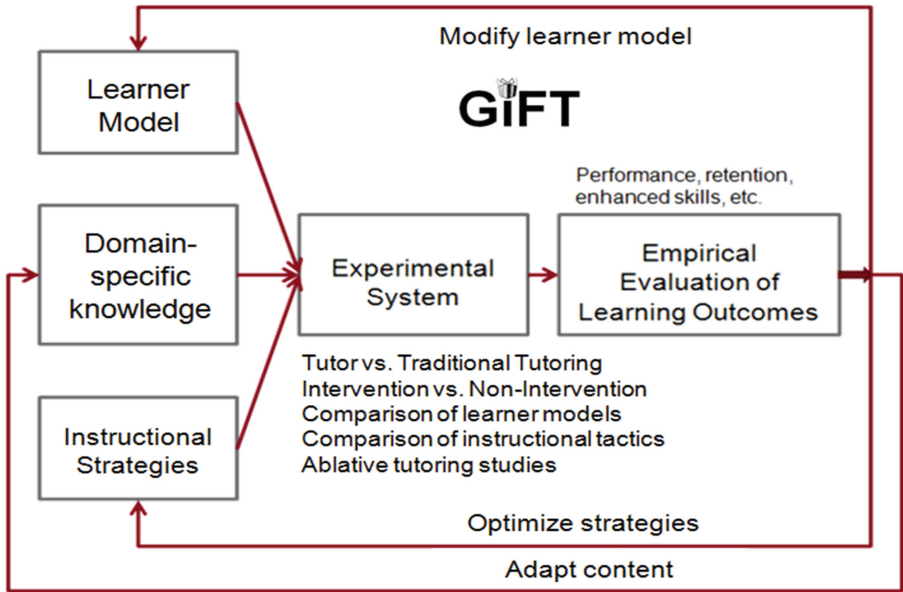 Modify learner model
Learner
Model
GiFT
Performance, retention,
enhanced skills, etc.
Domain-
specific
knowledge
Experimental
System
Empirical
Evaluation of
Learning Outcomes
Tutor vs. Traditional Tutoring
Intervention vs. Non-Intervention
Comparison of learner models
Comparison of instructional tactics
Ablative tutoring studies
Instructional
Strategies
Optimize strategies
Adapt content